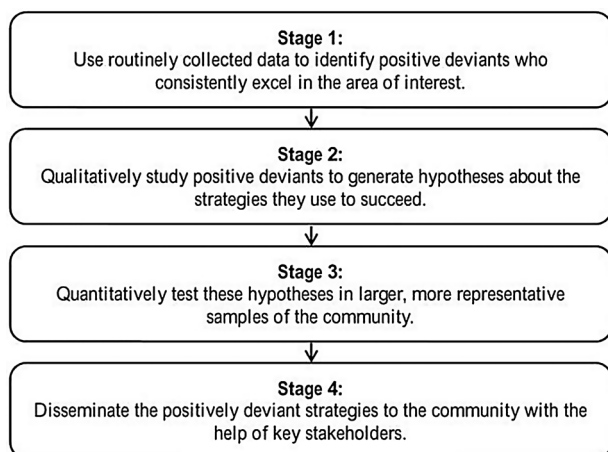 Stage 1:
Use routinely collected data to identify positive deviants who
consistently excel in the area of interest.
Stage 2:
Qualitatively study positive deviants to generate hypotheses about the
strategies they use to succeed.
Stage 3:
Quantitatively test these hypotheses in larger, more representative
samples of the community.
Stage 4:
Disseminate the positively deviant strategies to the community with the
help of key stakeholders.